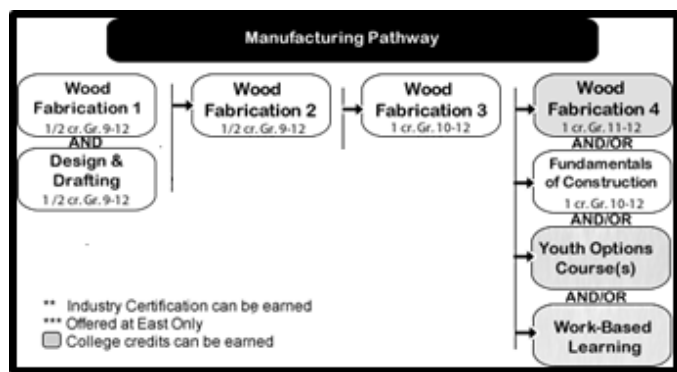 Manufacturing Pathway
Wood
Fabrication 1
1/2 cr. Gr. 9-12
AND
Design &
Drafting
1 /2 cr. Gr. 9-12
Wood
Fabrication 2
1/2 cr. Gr. 9-12
Wood
Fabrication 3
1 cr. Gr. 10-12
Wood
Fabrication 4
1 cr. Gr. 11-12
AND/OR
Fundamentals
of Construction
1 cr. Gr. 10-12
AND/OR
Youth Options
Course(s)
AND/OR
Work-Based
Learning
** Industry Certification can be earned
*** Offered at East Only
College credits can be earned